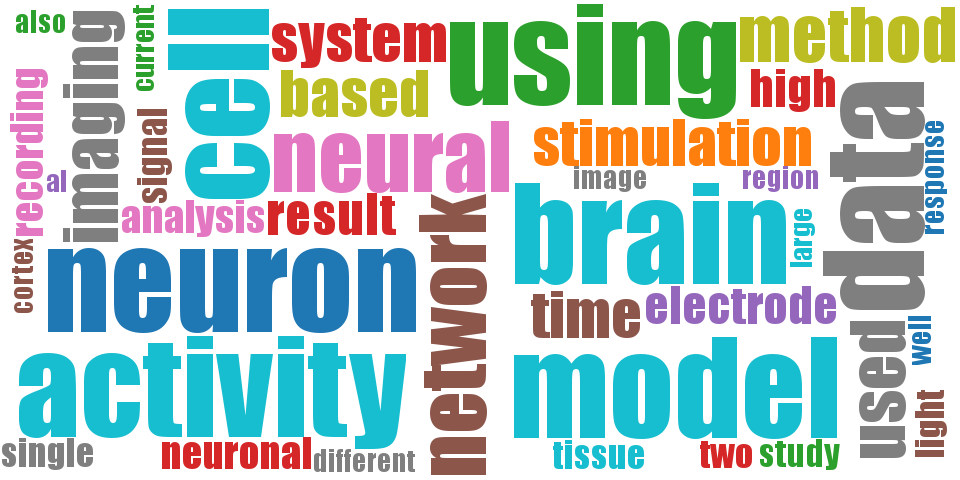 also
current
cell
system
using
method
imaging
based
high
data
recording
signal
neural
stimulation
response
al
image
region
analysis
result
network
brain
large
cortex
neuron
time
electrode
activity
model
used
well
light
single
neuronal
different
tissue
two
study